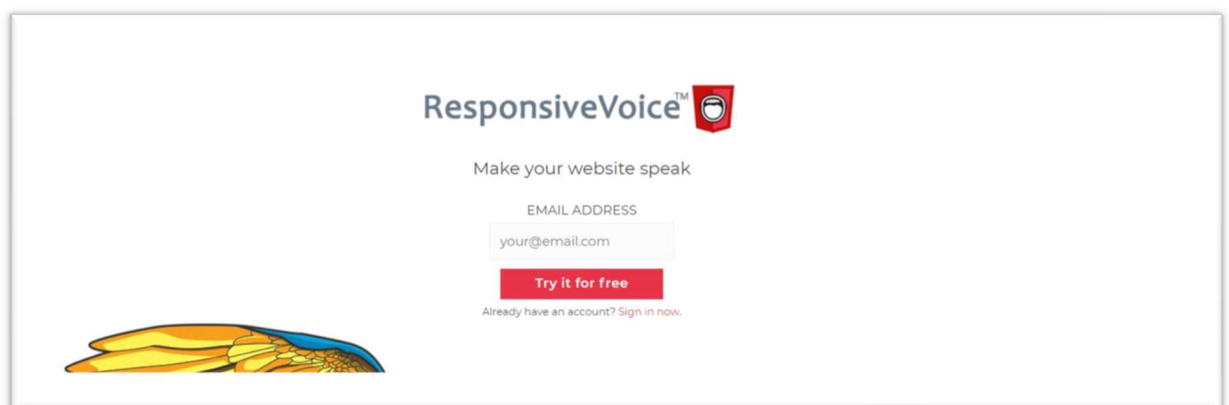 ResponsiveVoice™
Make your website speak
EMAIL ADDRESS
your@email.com
Try it for free
Already have an account? Sign in now.